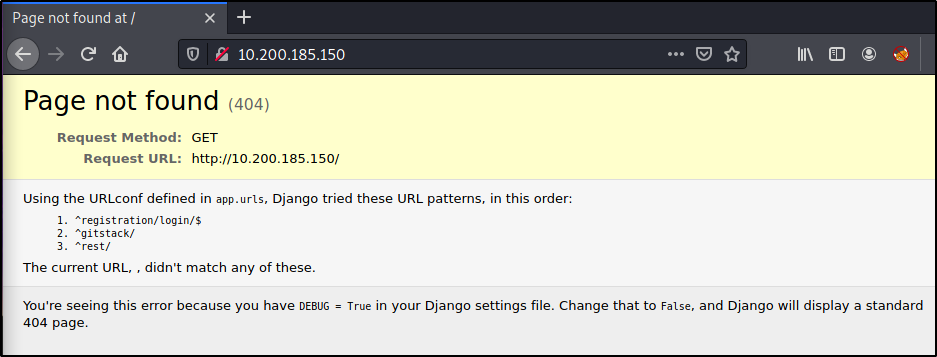 Page not found at /
10.200.185.150
Page not found (404)
Request Method: GET
Request URL: http://10.200.185.150/
Using the URLconf defined in app.urls, Django tried these URL patterns, in this order:
1. ^registration/login/$
2. ^gitstack/
3. ^rest/
The current URL, , didn't match any of these.
You're seeing this error because you have DEBUG = True in your Django settings file. Change that to False, and Django will display a standard
404 page.